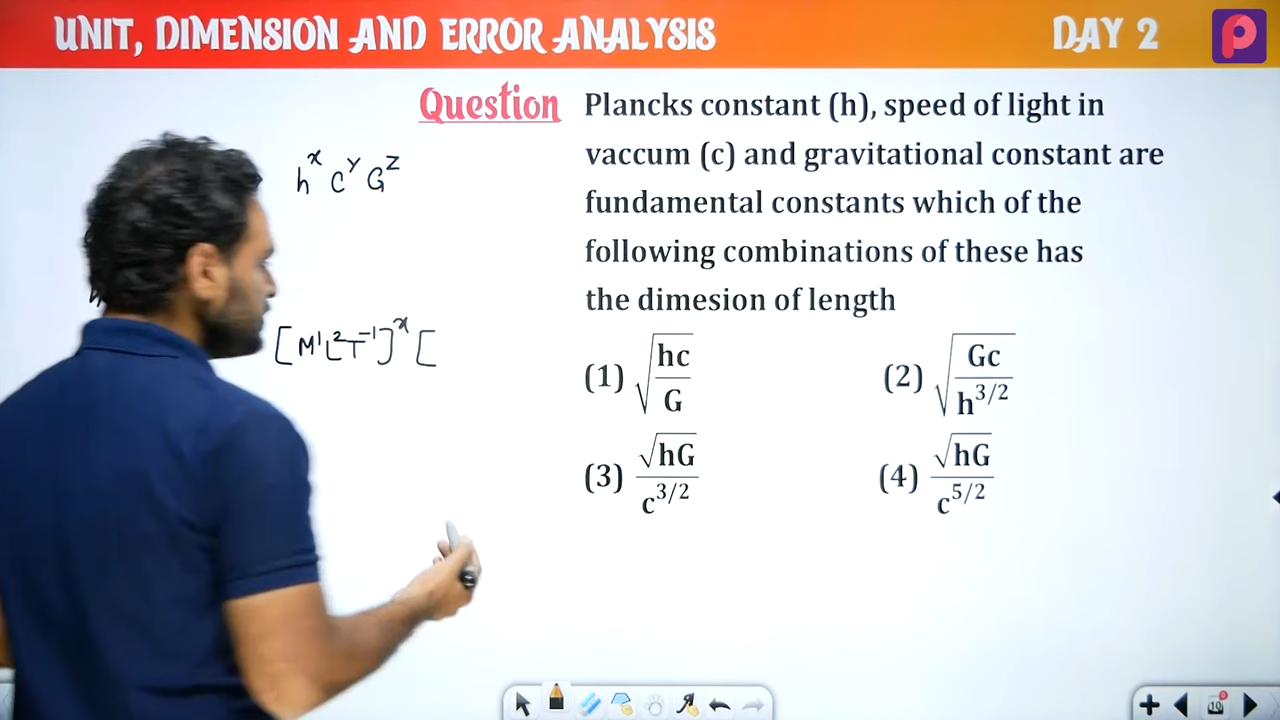 UNIT, DIMENSION AND ERROR ANALYSIS
DAY 2
Question
Plancks constant (h), speed of light in
vaccum (c) and gravitational constant are
fundamental constants which of the
following combinations of these has
the dimesion of length
h^x C^y G^z
[M^1 L^2 T^-1]^x [
(1) √(hc/G)
(2) √(Gc/h^3/2)
(3) √hG/c^3/2
(4) √hG/c^5/2